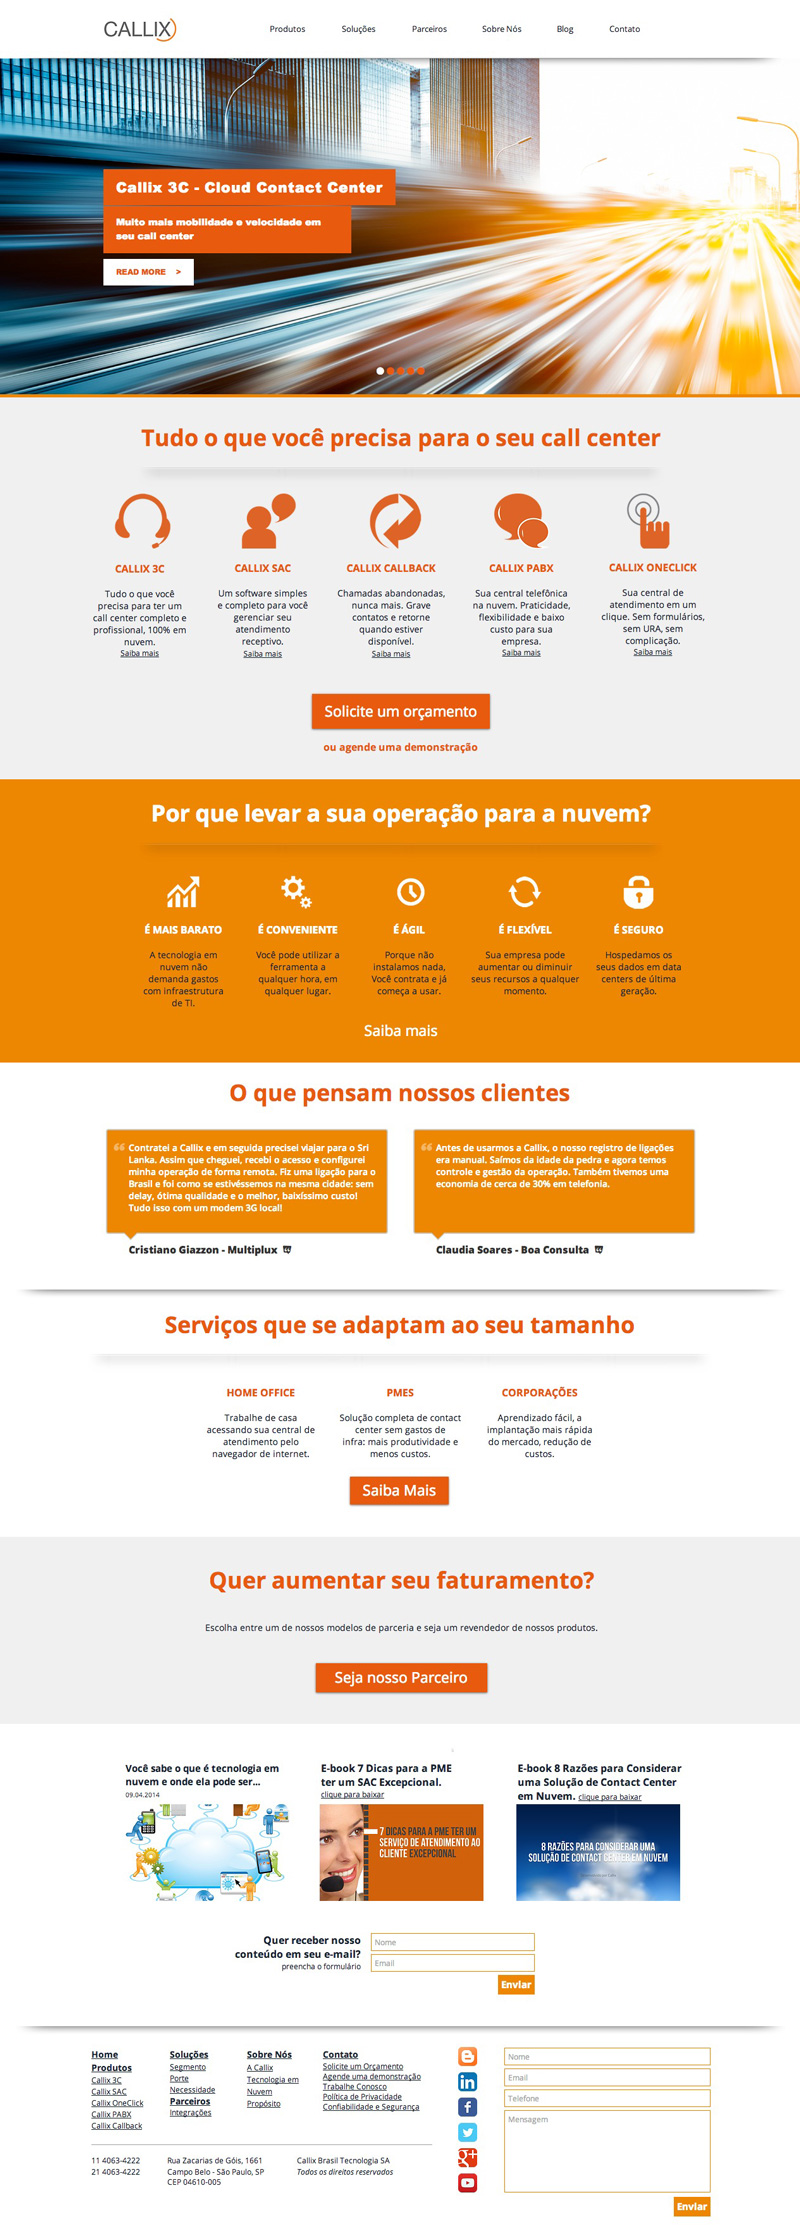 CALLIX
Produtos Soluções Parceiros Sobre Nós Blog Contato
Callix 3C - Cloud Contact Center
Muito mais mobilidade e velocidade em
seu call center
READ MORE >
Tudo o que você precisa para o seu call center
CALLIX 3C
Tudo o que você
precisa para ter um
call center completo e
profissional, 100% em
nuvem.
Saiba mais
CALLIX SAC
Um software simples
e completo para você
gerenciar seu
atendimento
receptivo.
Saiba mais
CALLIX CALLBACK
Chamadas abandonadas,
nunca mais. Grave
contatos e retorne
quando estiver
disponível.
Saiba mais
CALLIX PABX
Sua central telefônica
na nuvem. Praticidade,
flexibilidade e baixo
custo para sua
empresa.
Saiba mais
CALLIX ONECLICK
Sua central de
atendimento em um
clique. Sem formulários,
sem URA, sem
complicação.
Saiba mais
Solicite um orçamento
ou agende uma demonstração
Por que levar a sua operação para a nuvem?
É MAIS BARATO
A tecnologia em
nuvem não
demanda gastos
com infraestrutura
de TI.
É CONVENIENTE
Você pode utilizar a
ferramenta a
qualquer hora, em
qualquer lugar.
É ÁGIL
Porque não
instalamos nada,
Você contrata e já
começa a usar.
É FLEXÍVEL
Sua empresa pode
aumentar ou diminuir
seus recursos a qualquer
momento.
É SEGURO
Hospedamos os
seus dados em data
centers de última
geração.
Saiba mais
O que pensam nossos clientes
Contratei a Callix e em seguida precisei viajar para o Sri
Lanka. Assim que cheguei, recebi o acesso e configurei
minha operação de forma remota. Fiz uma ligação para o
Brasil e foi como se estivéssemos na mesma cidade: sem
delay, ótima qualidade e o melhor, baixíssimo custo!
Tudo isso com um modem 3G local!
Cristiano Giazzon - Multiplux
Antes de usarmos a Callix, o nosso registro de ligações
era manual. Saímos da idade da pedra e agora temos
controle e gestão da operação. Também tivemos uma
economia de cerca de 30% em telefonia.
Claudia Soares - Boa Consulta
Serviços que se adaptam ao seu tamanho
HOME OFFICE
Trabalhe de casa
acessando sua central de
atendimento pelo
navegador de internet.
PMES
Solução completa de contact
center sem gastos de
infra: mais produtividade e
menos custos.
CORPORAÇÕES
Aprendizado fácil, a
implantação mais rápida
do mercado, redução de
custos.
Saiba Mais
Quer aumentar seu faturamento?
Escolha entre um de nossos modelos de parceria e seja um revendedor de nossos produtos.
Seja nosso Parceiro
Você sabe o que é tecnologia em
nuvem e onde ela pode ser...
09.04.2014
E-book 7 Dicas para a PME
ter um SAC Excepcional.
clique para baixar
7 DICAS PARA A PME TER UM
SERVIÇO DE ATENDIMENTO AO
CLIENTE EXCEPCIONAL
E-book 8 Razões para Considerar
uma Solução de Contact Center
em Nuvem. clique para baixar
8 RAZÕES PARA CONSIDERAR UMA
SOLUÇÃO DE CONTACT CENTER EM NUVEM
Quer receber nosso
conteúdo em seu e-mail?
preencha o formulário
Nome
Email
Enviar
Home
Produtos
Callix 3C
Callix SAC
Callix OneClick
Callix PABX
Callix Callback
Soluções
Segmento
Porte
Necessidade
Parceiros
Integrações
Sobre Nós
A Callix
Tecnologia em
Nuvem
Propósito
Contato
Solicite um Orçamento
Agende uma demonstração
Trabalhe Conosco
Política de Privacidade
Confiabilidade e Segurança
11 4063-4222
21 4063-4222
Rua Zacarias de Góis, 1661
Campo Belo - São Paulo, SP
CEP 04610-005
Callix Brasil Tecnologia SA
Todos os direitos reservados
in
f
g+
Nome
Email
Telefone
Mensagem
Enviar